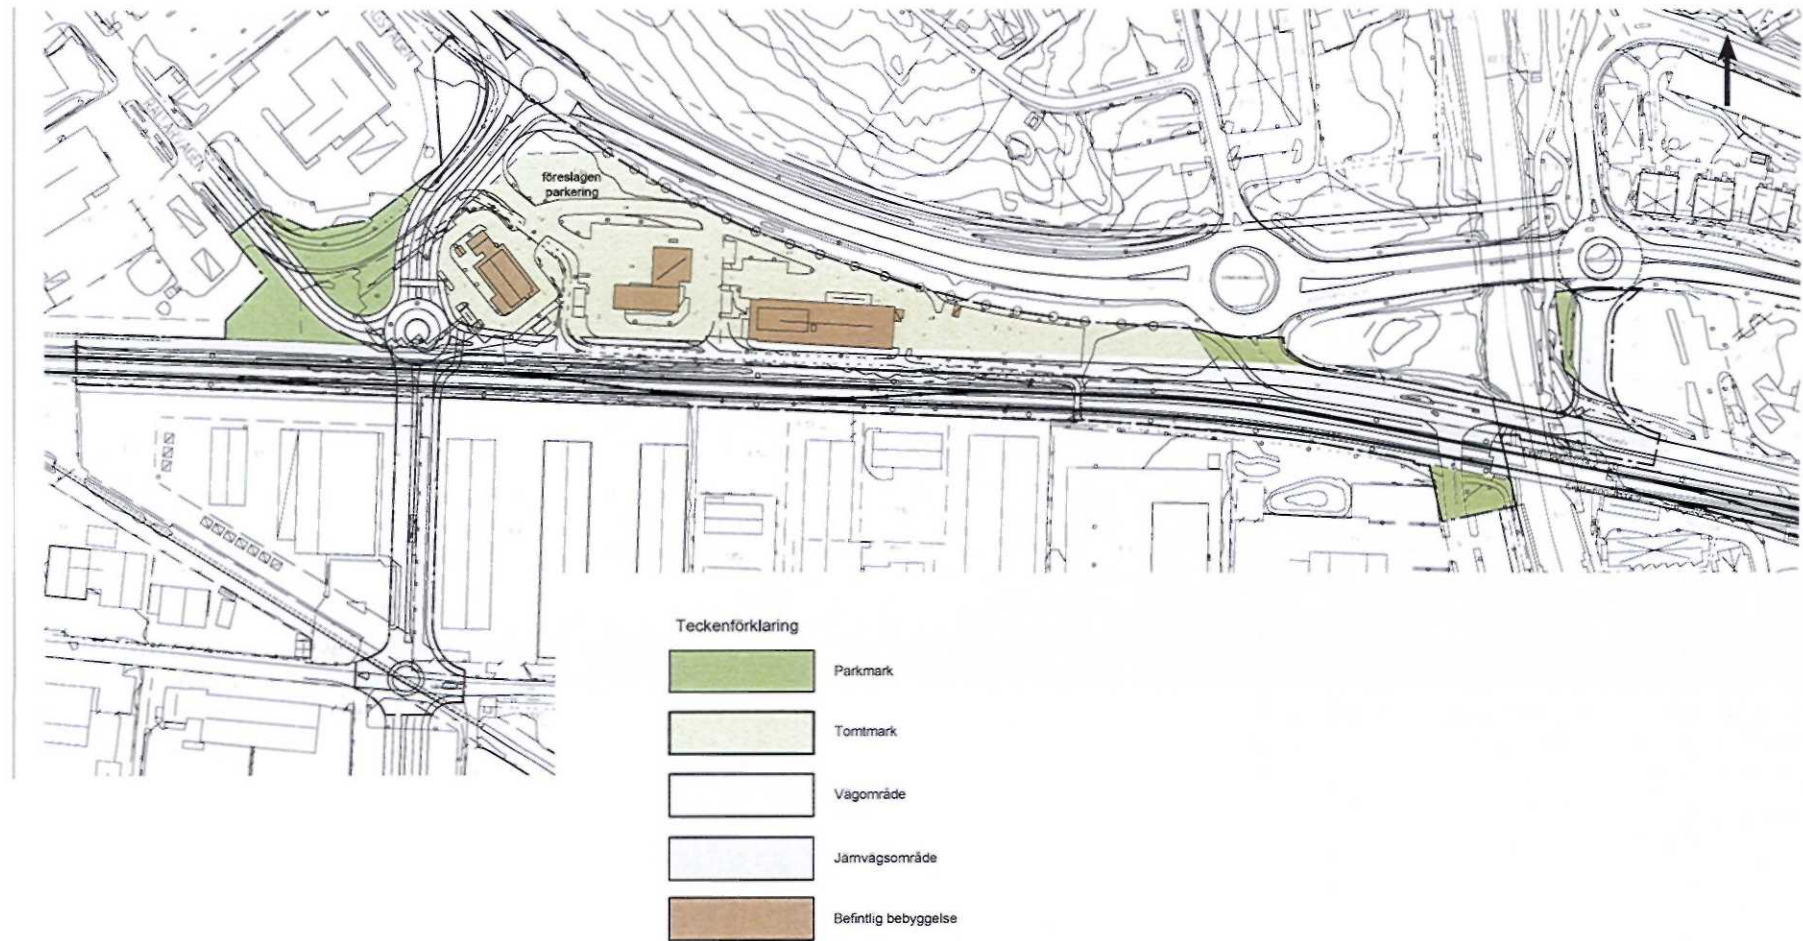 föreslagen
parkering
Teckenförklaring
Parkmark
Tomtmark
Vägområde
Järnvägsområde
Befintlig bebyggelse